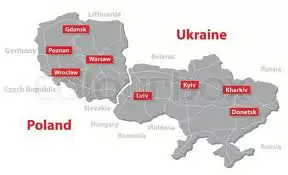 Ukraine
Lithuania
Gdansk
Germany
Poznan
Warsaw
Belarus
Russia
Wroclaw
Kyiv
Kharkiv
Czech Republic
Lviv
Slovakia
Donetsk
Poland
Hungary
Moldova
Romania
Russia